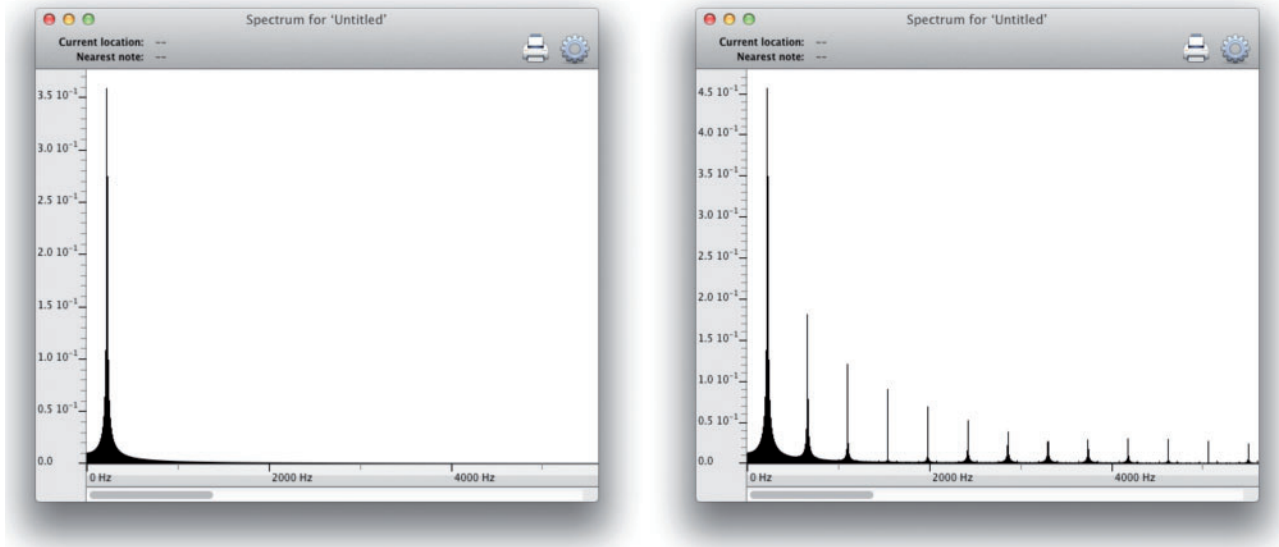 Spectrum for 'Untitled'
Current location: --
Nearest note: --
3.5 10⁻¹
3.0 10⁻¹
2.5 10⁻¹
2.0 10⁻¹
1.5 10⁻¹
1.0 10⁻¹
0.5 10⁻¹
0.0
0 Hz 2000 Hz 4000 Hz
Spectrum for 'Untitled'
Current location: --
Nearest note: --
4.5 10⁻¹
4.0 10⁻¹
3.5 10⁻¹
3.0 10⁻¹
2.5 10⁻¹
2.0 10⁻¹
1.5 10⁻¹
1.0 10⁻¹
0.5 10⁻¹
0.0
0 Hz 2000 Hz 4000 Hz